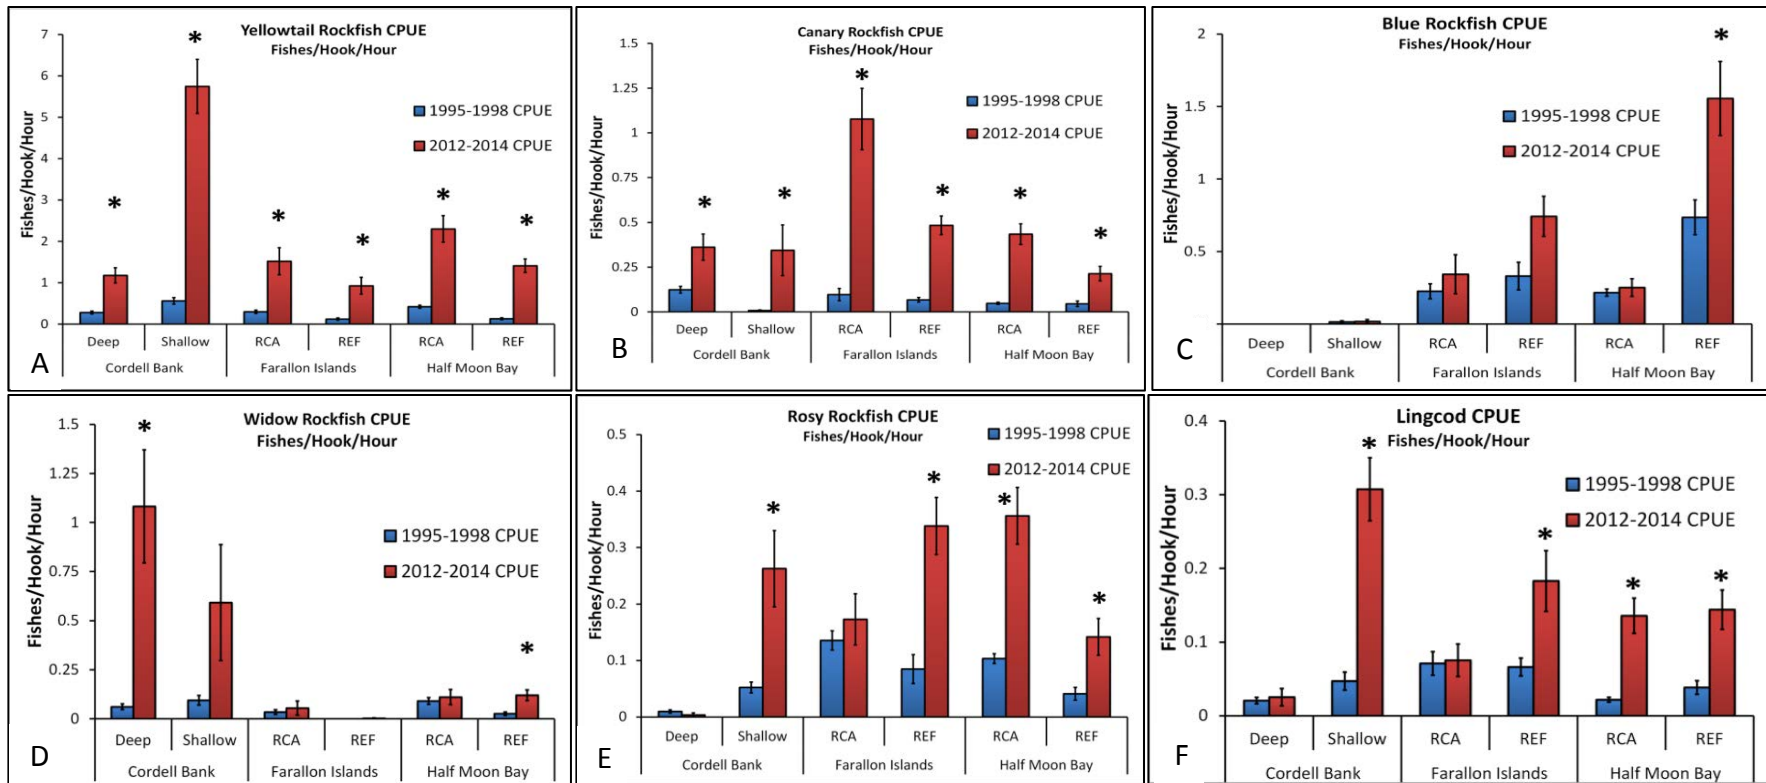 Yellowtail Rockfish CPUE
Fishes/Hook/Hour
Fishes/Hook/Hour
7
6
5
4
3
2
1
0
*
*
*
*
*
*
1995-1998 CPUE
2012-2014 CPUE
Deep Shallow RCA REF RCA REF
Cordell Bank Farallon Islands Half Moon Bay
A
Canary Rockfish CPUE
Fishes/Hook/Hour
Fishes/Hook/Hour
1.5
1.25
1
0.75
0.5
0.25
0
*
*
*
*
*
*
1995-1998 CPUE
2012-2014 CPUE
Deep Shallow RCA REF RCA REF
Cordell Bank Farallon Islands Half Moon Bay
B
Blue Rockfish CPUE
Fishes/Hook/Hour
Fishes/Hook/Hour
2
1.5
1
0.5
*
1995-1998 CPUE
2012-2014 CPUE
Deep Shallow RCA REF RCA REF
Cordell Bank Farallon Islands Half Moon Bay
C
Widow Rockfish CPUE
Fishes/Hook/Hour
Fishes/Hook/Hour
1.5
1.25
1
0.75
0.5
0.25
0
*
*
1995-1998 CPUE
2012-2014 CPUE
Deep Shallow RCA REF RCA REF
Cordell Bank Farallon Islands Half Moon Bay
D
Rosy Rockfish CPUE
Fishes/Hook/Hour
Fishes/Hook/Hour
0.5
0.4
0.3
0.2
0.1
0
*
*
*
*
1995-1998 CPUE
2012-2014 CPUE
Deep Shallow RCA REF RCA REF
Cordell Bank Farallon Islands Half Moon Bay
E
Lingcod CPUE
Fishes/Hook/Hour
Fishes/Hook/Hour
0.4
0.3
0.2
0.1
0
*
*
*
*
1995-1998 CPUE
2012-2014 CPUE
Deep Shallow RCA REF RCA REF
Cordell Bank Farallon Islands Half Moon Bay
F